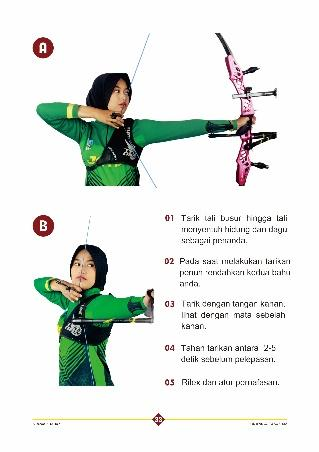 A
B
01 Tarik tali busur hingga tali
menyentuh hidung dan dagu
sebagai penanda.
02 Pada saat melakukan tarikan
penuh rendahkan kedua bahu
anda.
03 Tarik dengan tangan kanan,
lihat dengan mata sebelah
kanan.
04 Tahan tarikan antara 2-5
detik sebelum pelepasan.
05 Rilex dan atur pernafasan.